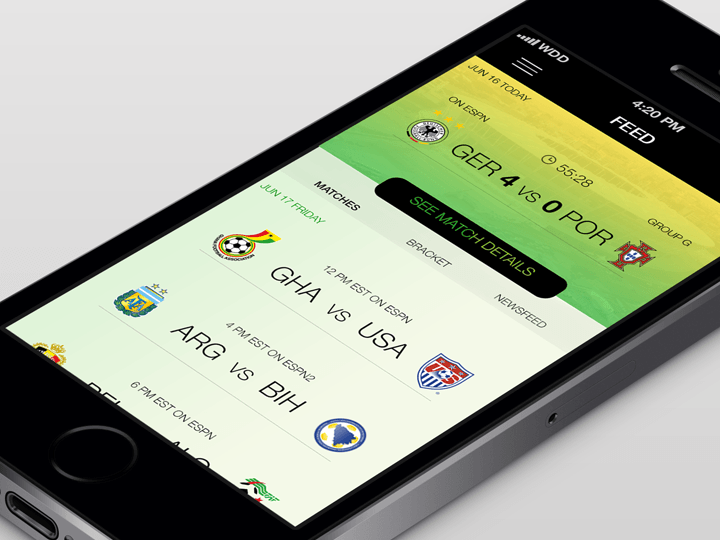 WDD
4:20 PM
FEED
JUN 16 TODAY
ON ESPN
55:28
GER 4 VS 0 POR
GROUP G
SEE MATCH DETAILS
MATCHES
BRACKET
NEWSFEED
JUN 17 FRIDAY
12 PM EST ON ESPN
GHA VS USA
4 PM EST ON ESPN2
ARG VS BIH
6 PM EST ON ESPN